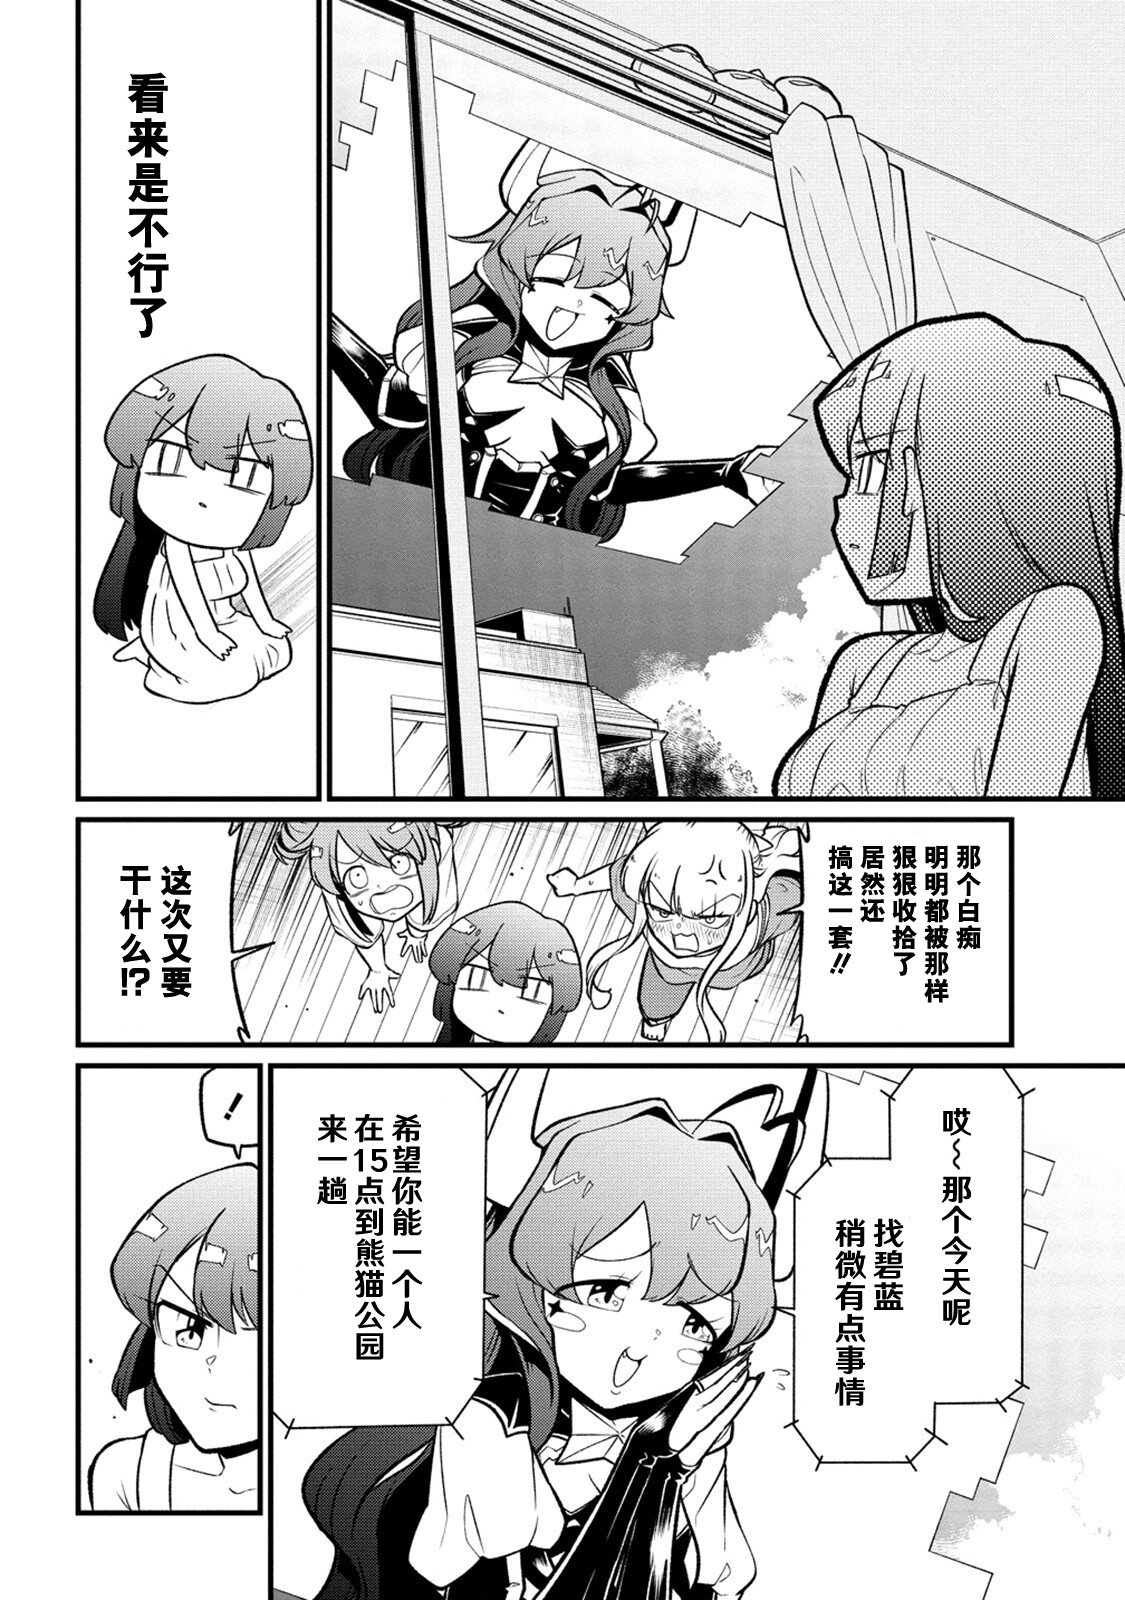 看来是不行了
那个白痴
明明都被那样
狠狠收拾了
居然还
搞这一套!!
这次又要
干什么!?
哎~那个今天呢
找碧蓝
稍微有点事情
希望你能一个人
在15点到熊猫公园
来一趟
!